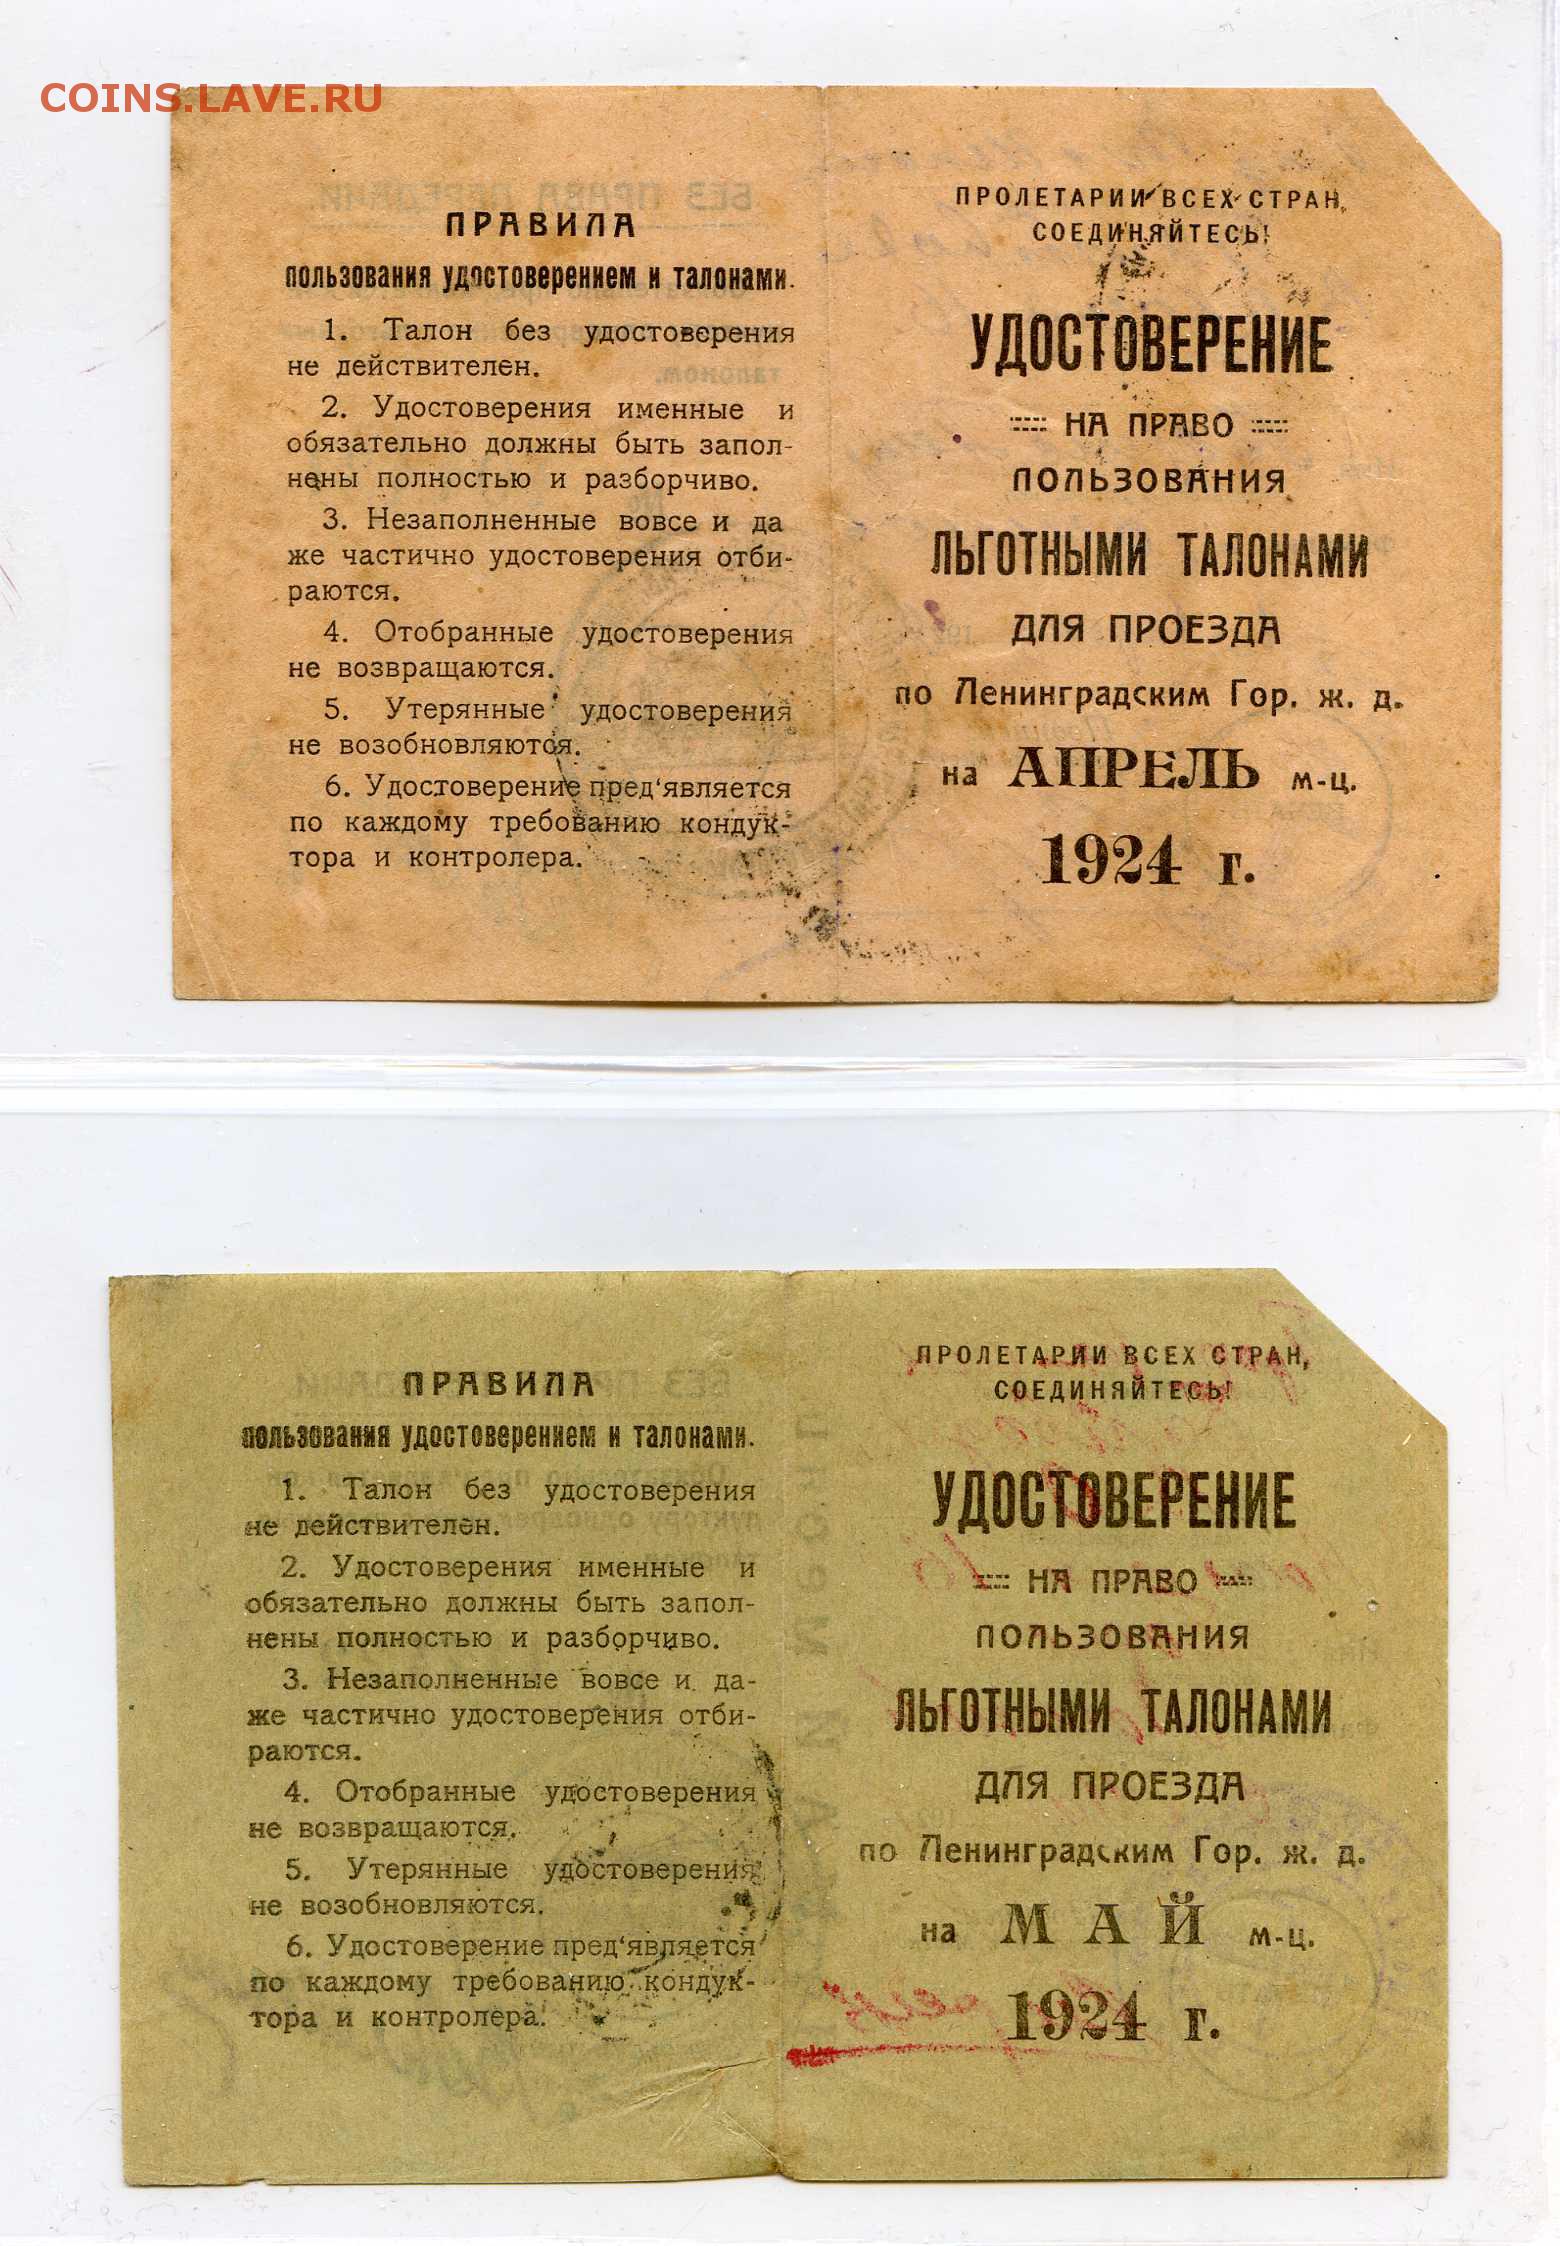 COINS.LAVE.RU
ПРАВИЛА
пользования удостоверением и талонами.
1. Талон без удостоверения
не действителен.
2. Удостоверения именные и
обязательно должны быть запол-
нены полностью и разборчиво.
3. Незаполненные вовсе и да
же частично удостоверения отби-
раются.
4. Отобранные удостоверения
не возвращаются.
5. Утерянные удостоверения
не возобновляются.
6. Удостоверение пред'является
по каждому требованию кондук-
тора и контролера.
ПРОЛЕТАРИИ ВСЕХ СТРАН,
СОЕДИНЯЙТЕСЬ!
УДОСТОВЕРЕНИЕ
НА ПРАВО
ПОЛЬЗОВАНИЯ
ЛЬГОТНЫМИ ТАЛОНАМИ
ДЛЯ ПРОЕЗДА
по Ленинградским Гор. ж. д.
на АПРЕЛЬ м-ц.
1924 г.
ПРАВИЛА
пользования удостоверением и талонами.
1. Талон без удостоверения
не действителен.
2. Удостоверения именные и
обязательно должны быть запол-
нены полностью и разборчиво.
3. Незаполненные вовсе и да-
же частично удостоверения отби-
раются.
4. Отобранные удостоверения
не возвращаются.
5. Утерянные удостоверения
не возобновляются.
6. Удостоверение пред'является
по каждому требованию кондук-
тора и контролера.
ПРОЛЕТАРИИ ВСЕХ СТРАН,
СОЕДИНЯЙТЕСЬ!
УДОСТОВЕРЕНИЕ
НА ПРАВО
ПОЛЬЗОВАНИЯ
ЛЬГОТНЫМИ ТАЛОНАМИ
ДЛЯ ПРОЕЗДА
по Ленинградским Гор. ж. д.
на МАЙ м-ц.
1924 г.